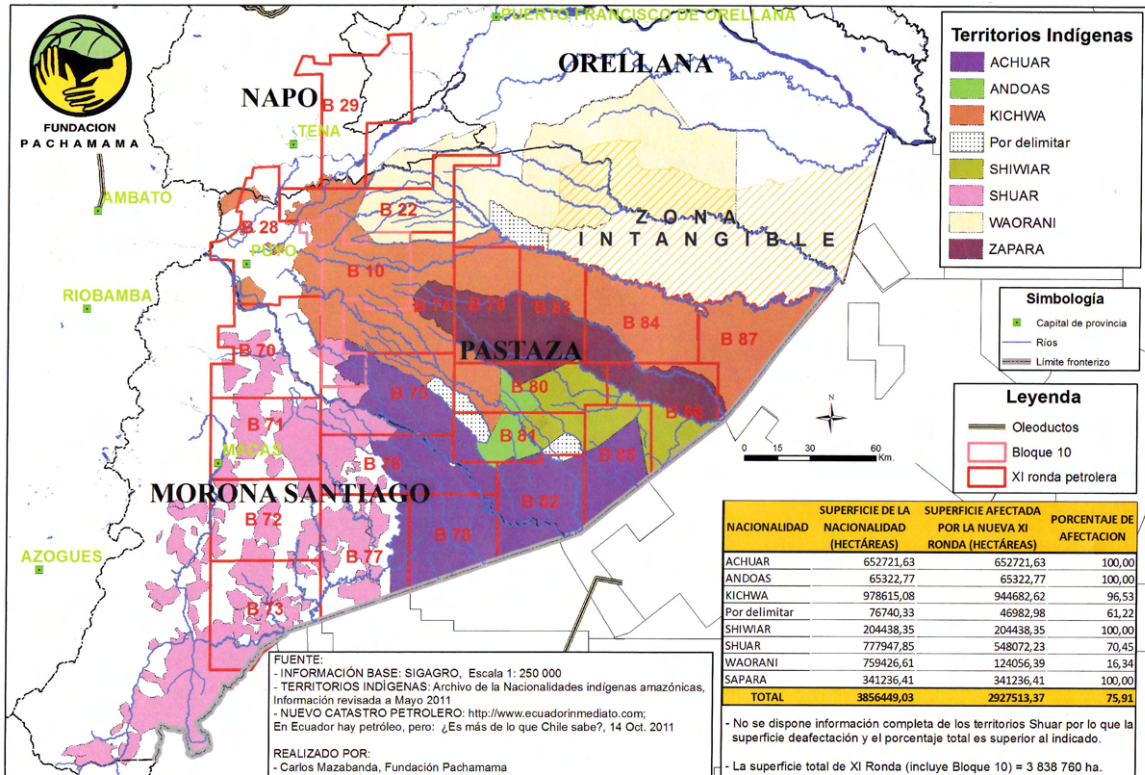 FUNDACION
PACHAMAMA
PUERTO FRANCISCO DE ORELLANA
ORELLANA
NAPO
B 29
TENA
AMBATO
B 28
PUYO
B 22
ZONA
INTANGIBLE
B 10
RIOBAMBA
B 74
B 79
B 83
B 84
B 87
B 70
PASTAZA
B 75
B 80
B 86
B 71
B 81
B 85
MACAS
B 76
MORONA SANTIAGO
B 82
B 72
B 78
B 77
AZOGUES
B 73
Territorios Indígenas
ACHUAR
ANDOAS
KICHWA
Por delimitar
SHIWIAR
SHUAR
WAORANI
ZAPARA
Simbología
Capital de provincia
Ríos
Límite fronterizo
N
0 10 20 40 60
Km.
Leyenda
Oleoductos
Bloque 10
XI ronda petrolera
NACIONALIDAD SUPERFICIE DE LA NACIONALIDAD (HECTÁREAS) SUPERFICIE AFECTADA POR LA NUEVA XI RONDA (HECTÁREAS) PORCENTAJE DE AFECTACION
ACHUAR 652721,63 652721,63 100,00
ANDOAS 65322,77 65322,77 100,00
KICHWA 978615,08 944682,62 96,53
Por delimitar 76740,33 46982,98 61,22
SHIWIAR 204438,35 204438,35 100,00
SHUAR 777947,85 548072,23 70,45
WAORANI 759426,61 124056,39 16,34
SAPARA 341236,41 341236,41 100,00
TOTAL 3856449,03 2927513,37 75,91
- No se dispone información completa de los territorios Shuar por lo que la
superficie deafectación y el porcentaje total es superior al indicado.
- La superficie total de XI Ronda (incluye Bloque 10) = 3 838 760 ha.
FUENTE:
- INFORMACIÓN BASE: SIGAGRO, Escala 1: 250 000
- TERRITORIOS INDÍGENAS: Archivo de la Nacionalidades indígenas amazónicas,
Información revisada a Mayo 2011
- NUEVO CATASTRO PETROLERO: http://www.ecuadorinmediato.com;
En Ecuador hay petróleo, pero: ¿Es más de lo que Chile sabe?, 14 Oct. 2011
REALIZADO POR:
- Carlos Mazabanda, Fundación Pachamama